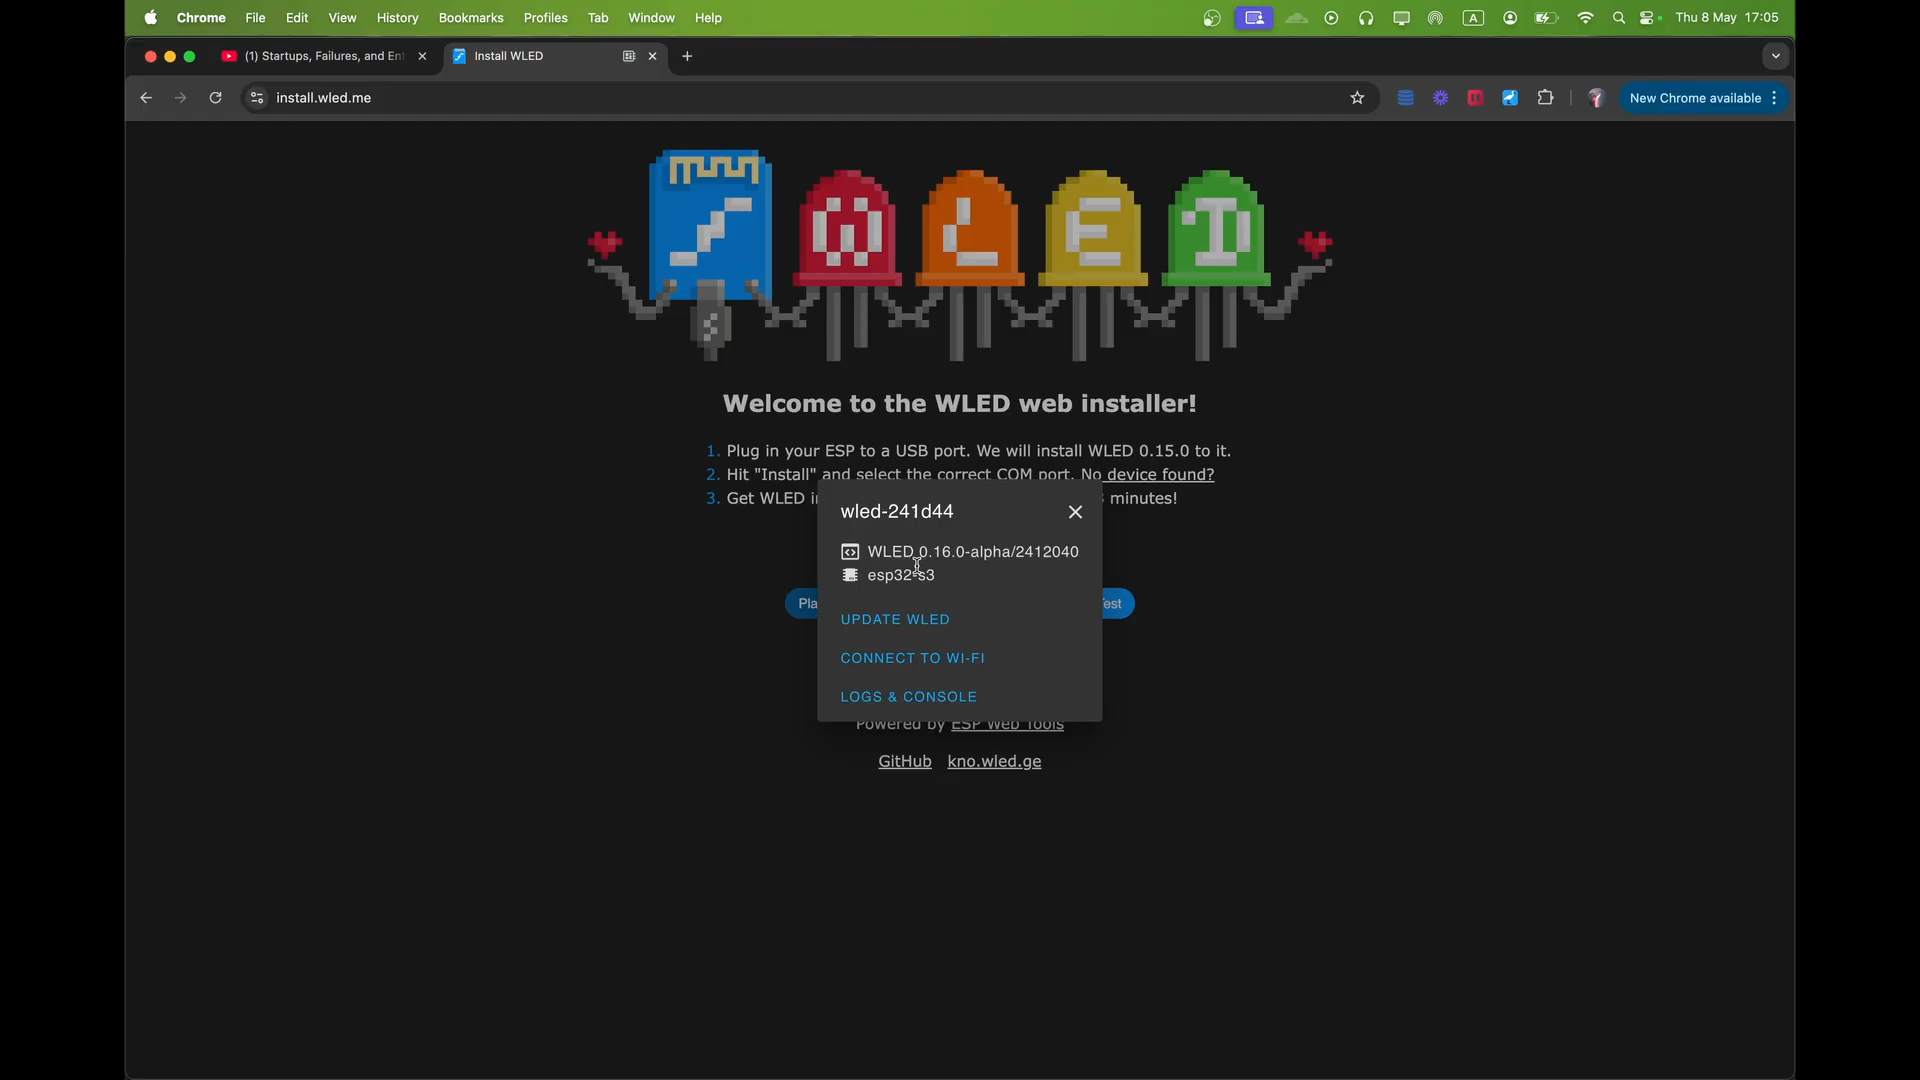 Chrome File Edit View History Bookmarks Profiles Tab Window Help A Thu 8 May 17:05
(1) Startups, Failures, and Ent
Install WLED
install.wled.me
New Chrome available
WLED
Welcome to the WLED web installer!
1. Plug in your ESP to a USB port. We will install WLED 0.15.0 to it.
2. Hit "Install" and select the correct COM port. No device found?
3. Get WLED in
minutes!
wled-241d44
WLED 0.16.0-alpha/2412040
esp32-s3
Pla
est
UPDATE WLED
CONNECT TO WI-FI
LOGS & CONSOLE
Powered by ESP Web Tools
GitHub kno.wled.ge